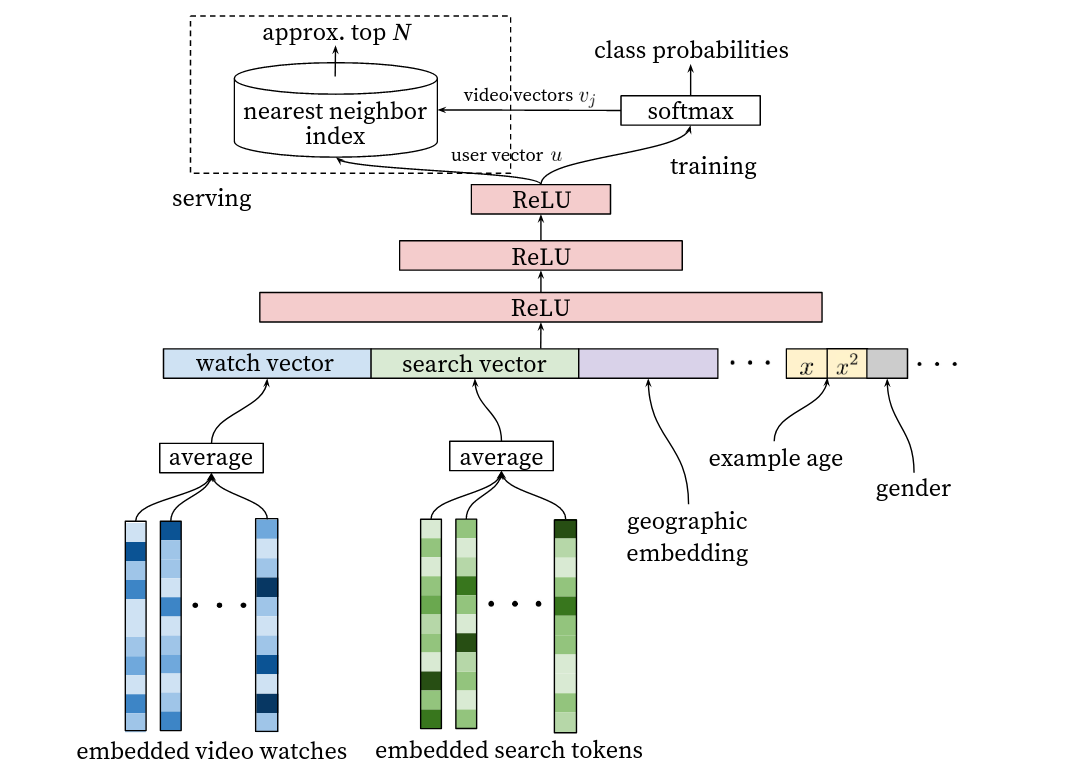 approx. top N
class probabilities
nearest neighbor
index
video vectors v_j
softmax
user vector u
training
serving
ReLU
ReLU
ReLU
watch vector
search vector
. . .
x
x²
. . .
average
average
example age
gender
geographic
embedding
. . .
. . .
embedded video watches
embedded search tokens